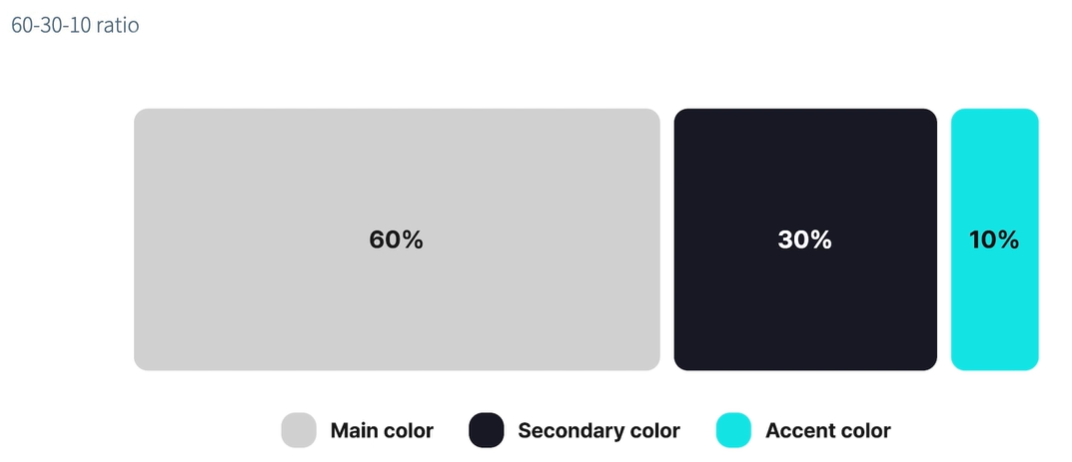 60-30-10 ratio
60%
30%
10%
Main color
Secondary color
Accent color